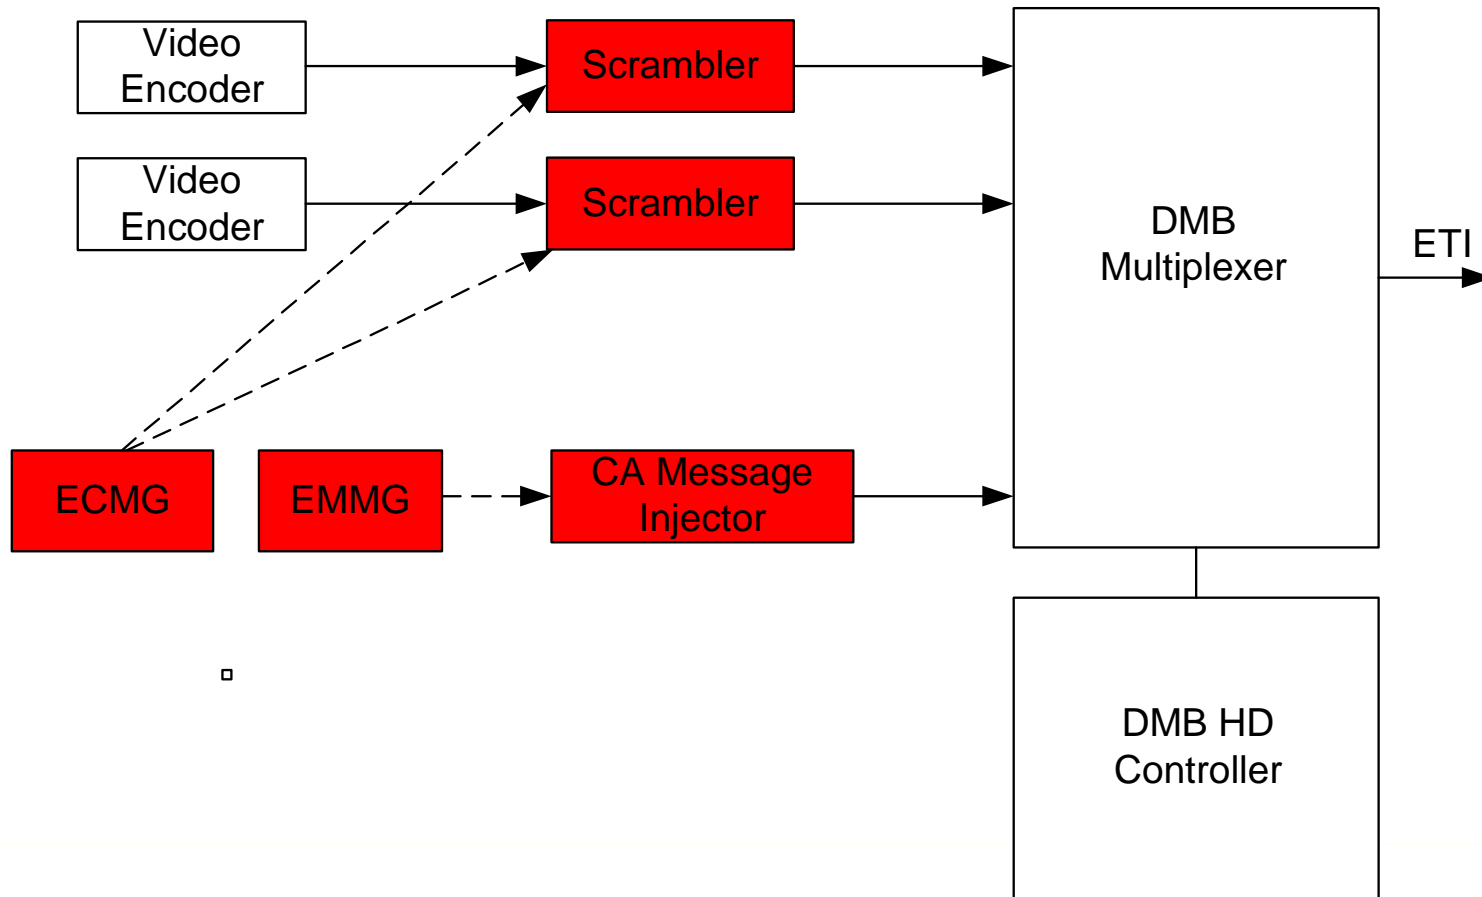 Video
Encoder
Scrambler
Video
Encoder
Scrambler
DMB
Multiplexer
ETI
ECMG
EMMG
CA Message
Injector
DMB HD
Controller